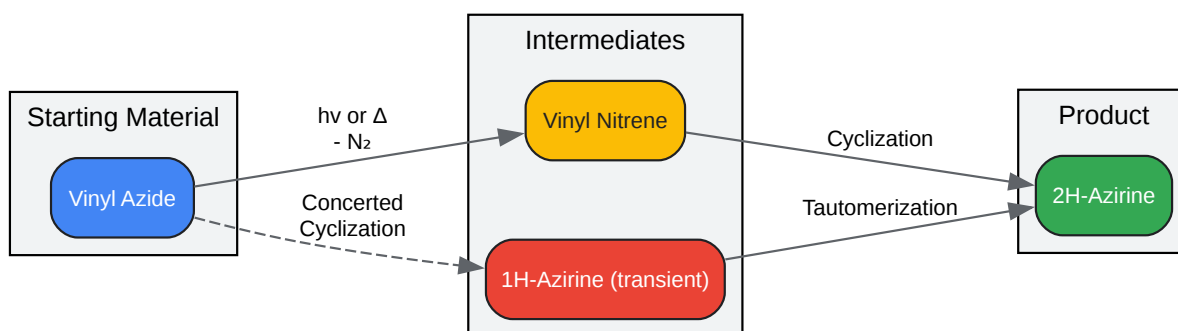 Starting Material
Vinyl Azide
hν or Δ
- N₂
Concerted
Cyclization
Intermediates
Vinyl Nitrene
1H-Azirine (transient)
Cyclization
Tautomerization
Product
2H-Azirine